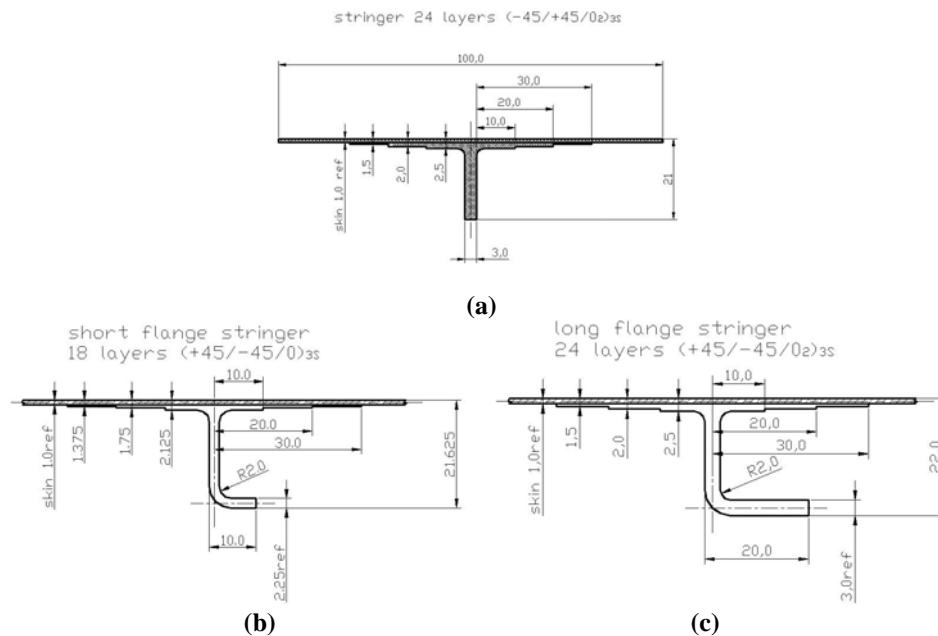 stringer 24 layers (-45/+45/0₂)₃ₛ
100,0
30,0
20,0
10,0
skin 1,0 ref
1,5
2,0
2,5
21
3,0
(a)
short flange stringer
18 layers (+45/-45/0)₃ₛ
10.0
20.0
30.0
skin 1.0ref
1.375
1.75
2.125
21.625
R2.0
10.0
2.25ref
(b)
long flange stringer
24 layers (+45/-45/0₂)₃ₛ
10,0
20,0
30,0
skin 1,0ref
1,5
2,0
2,5
22,0
R2,0
20,0
3,0ref
(c)